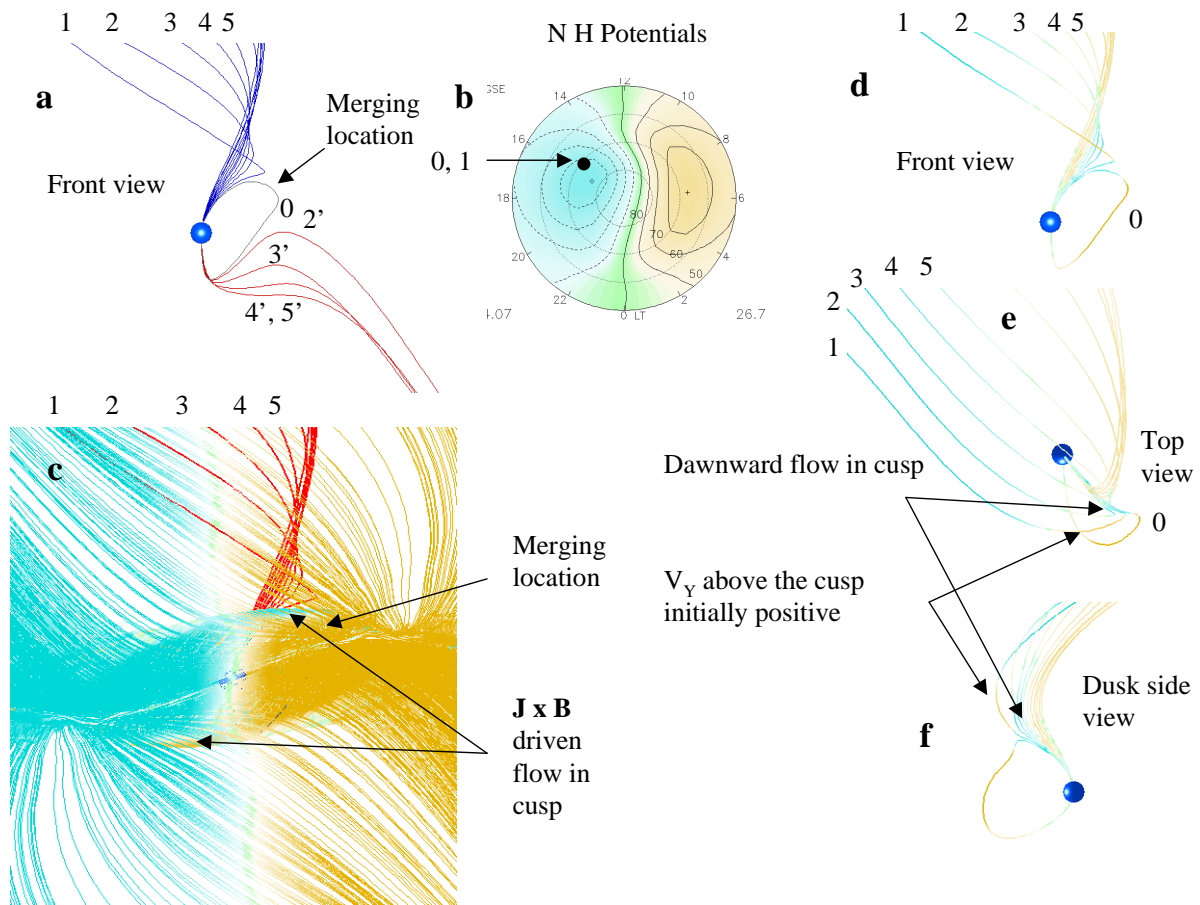 1 2 3 4 5
a
Merging
location
Front view
0
2’
3’
4’, 5’
N H Potentials
b
GSE
0, 1
12
14
10
16
8
18
6
20
4
22
2
0 LT
80
70
60
50
4.07
26.7
1 2 3 4 5
d
Front view
0
1 2 3 4 5
c
Merging
location
J x B
driven
flow in
cusp
5
4
3
2
1
e
Top
view
0
Dawnward flow in cusp
V_Y above the cusp
initially positive
Dusk side
view
f